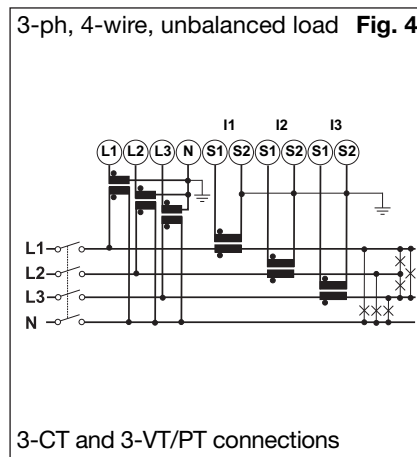 3-ph, 4-wire, unbalanced load Fig. 4
I1 I2 I3
L1 L2 L3 N S1 S2 S1 S2 S1 S2
L1
L2
L3
N
3-CT and 3-VT/PT connections